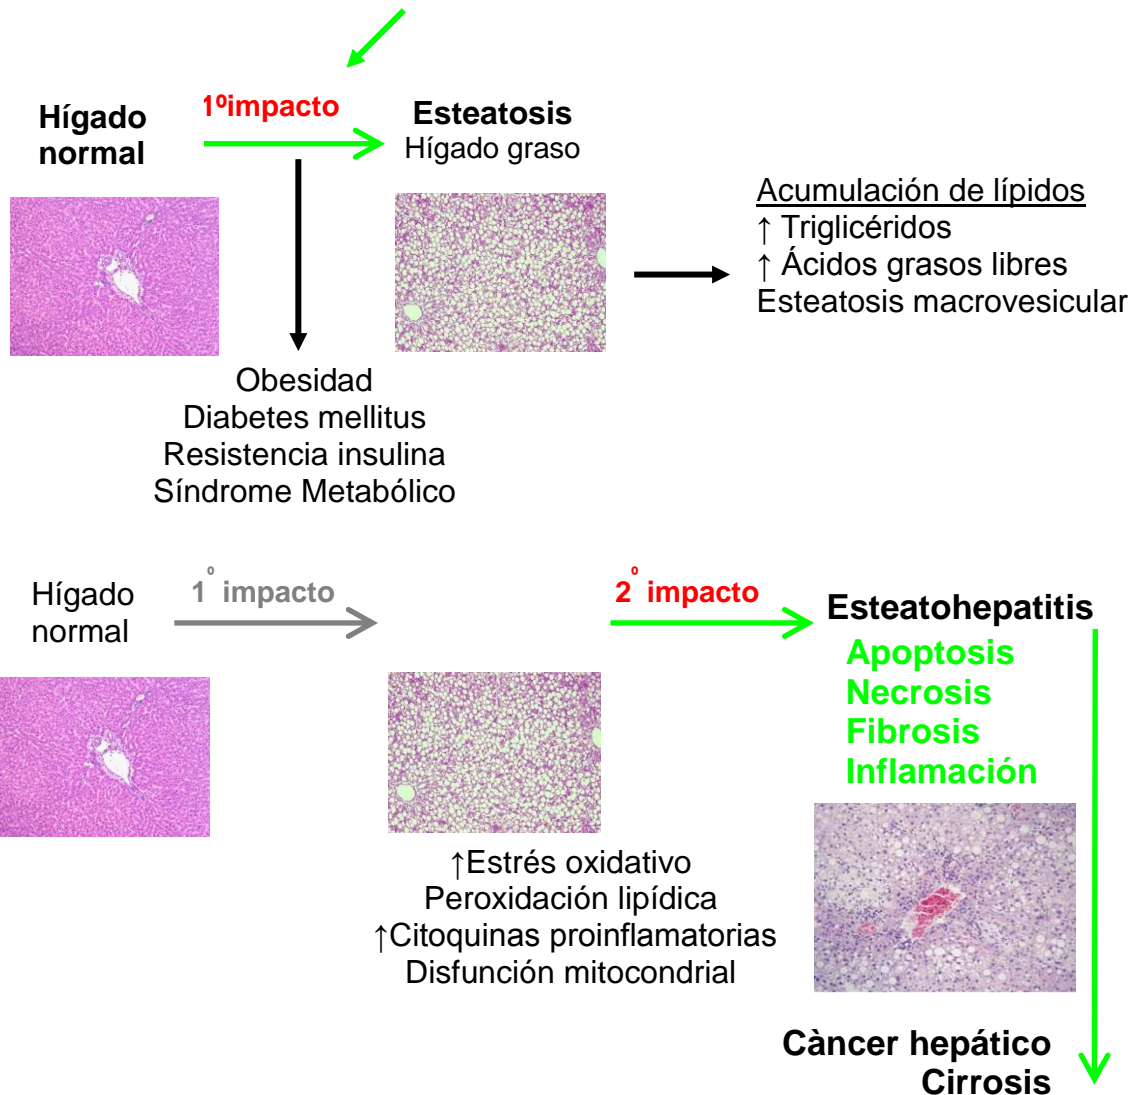 Hígado
normal
1ºimpacto
Esteatosis
Hígado graso
Acumulación de lípidos
↑ Triglicéridos
↑ Ácidos grasos libres
Esteatosis macrovesicular
Obesidad
Diabetes mellitus
Resistencia insulina
Síndrome Metabólico
Hígado
normal
1º impacto
2º impacto
Esteatohepatitis
Apoptosis
Necrosis
Fibrosis
Inflamación
↑Estrés oxidativo
Peroxidación lipídica
↑Citoquinas proinflamatorias
Disfunción mitocondrial
Càncer hepático
Cirrosis